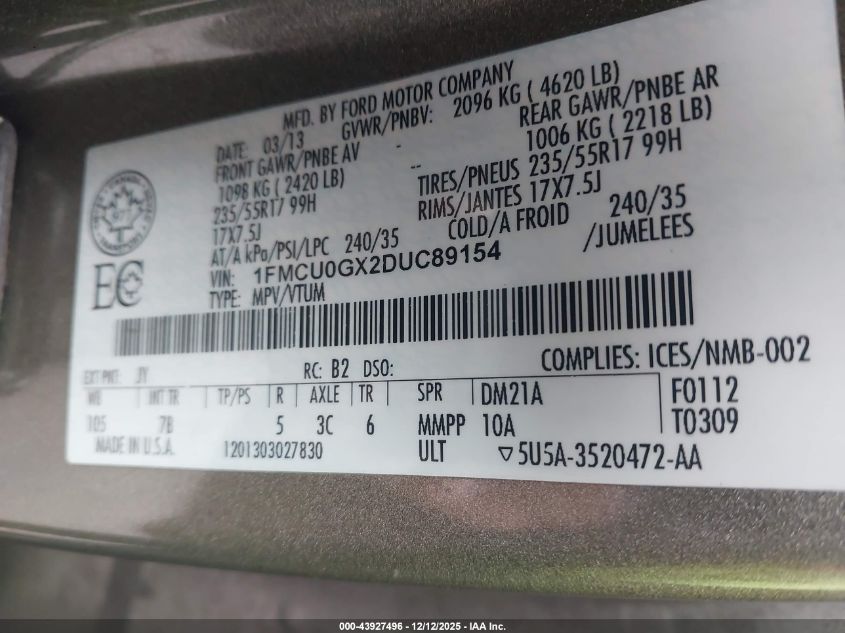 MFD. BY FORD MOTOR COMPANY
DATE: 03/13 GVWR/PNBV: 2096 KG ( 4620 LB)
FRONT GAWR/PNBE AV - REAR GAWR/PNBE AR
1098 KG ( 2420 LB) -- 1006 KG ( 2218 LB)
235/55R17 99H TIRES/PNEUS 235/55R17 99H
17X7.5J RIMS/JANTES 17X7.5J
AT/A kPa/PSI/LPC 240/35 COLD/A FROID 240/35
VIN: 1FMCU0GX2DUC89154 /JUMELEES
TYPE: MPV/VTUM
EC
COMPLIES: ICES/NMB-002
EXT PNT: JY RC: B2 DSO:
WB INT TR TP/PS R AXLE TR SPR DM21A F0112
105 7B 5 3C 6 MMPP 10A T0309
MADE IN U.S.A. 1201303027830 ULT ▽5U5A-3520472-AA
000-43927496 - 12/12/2025 - IAA Inc.